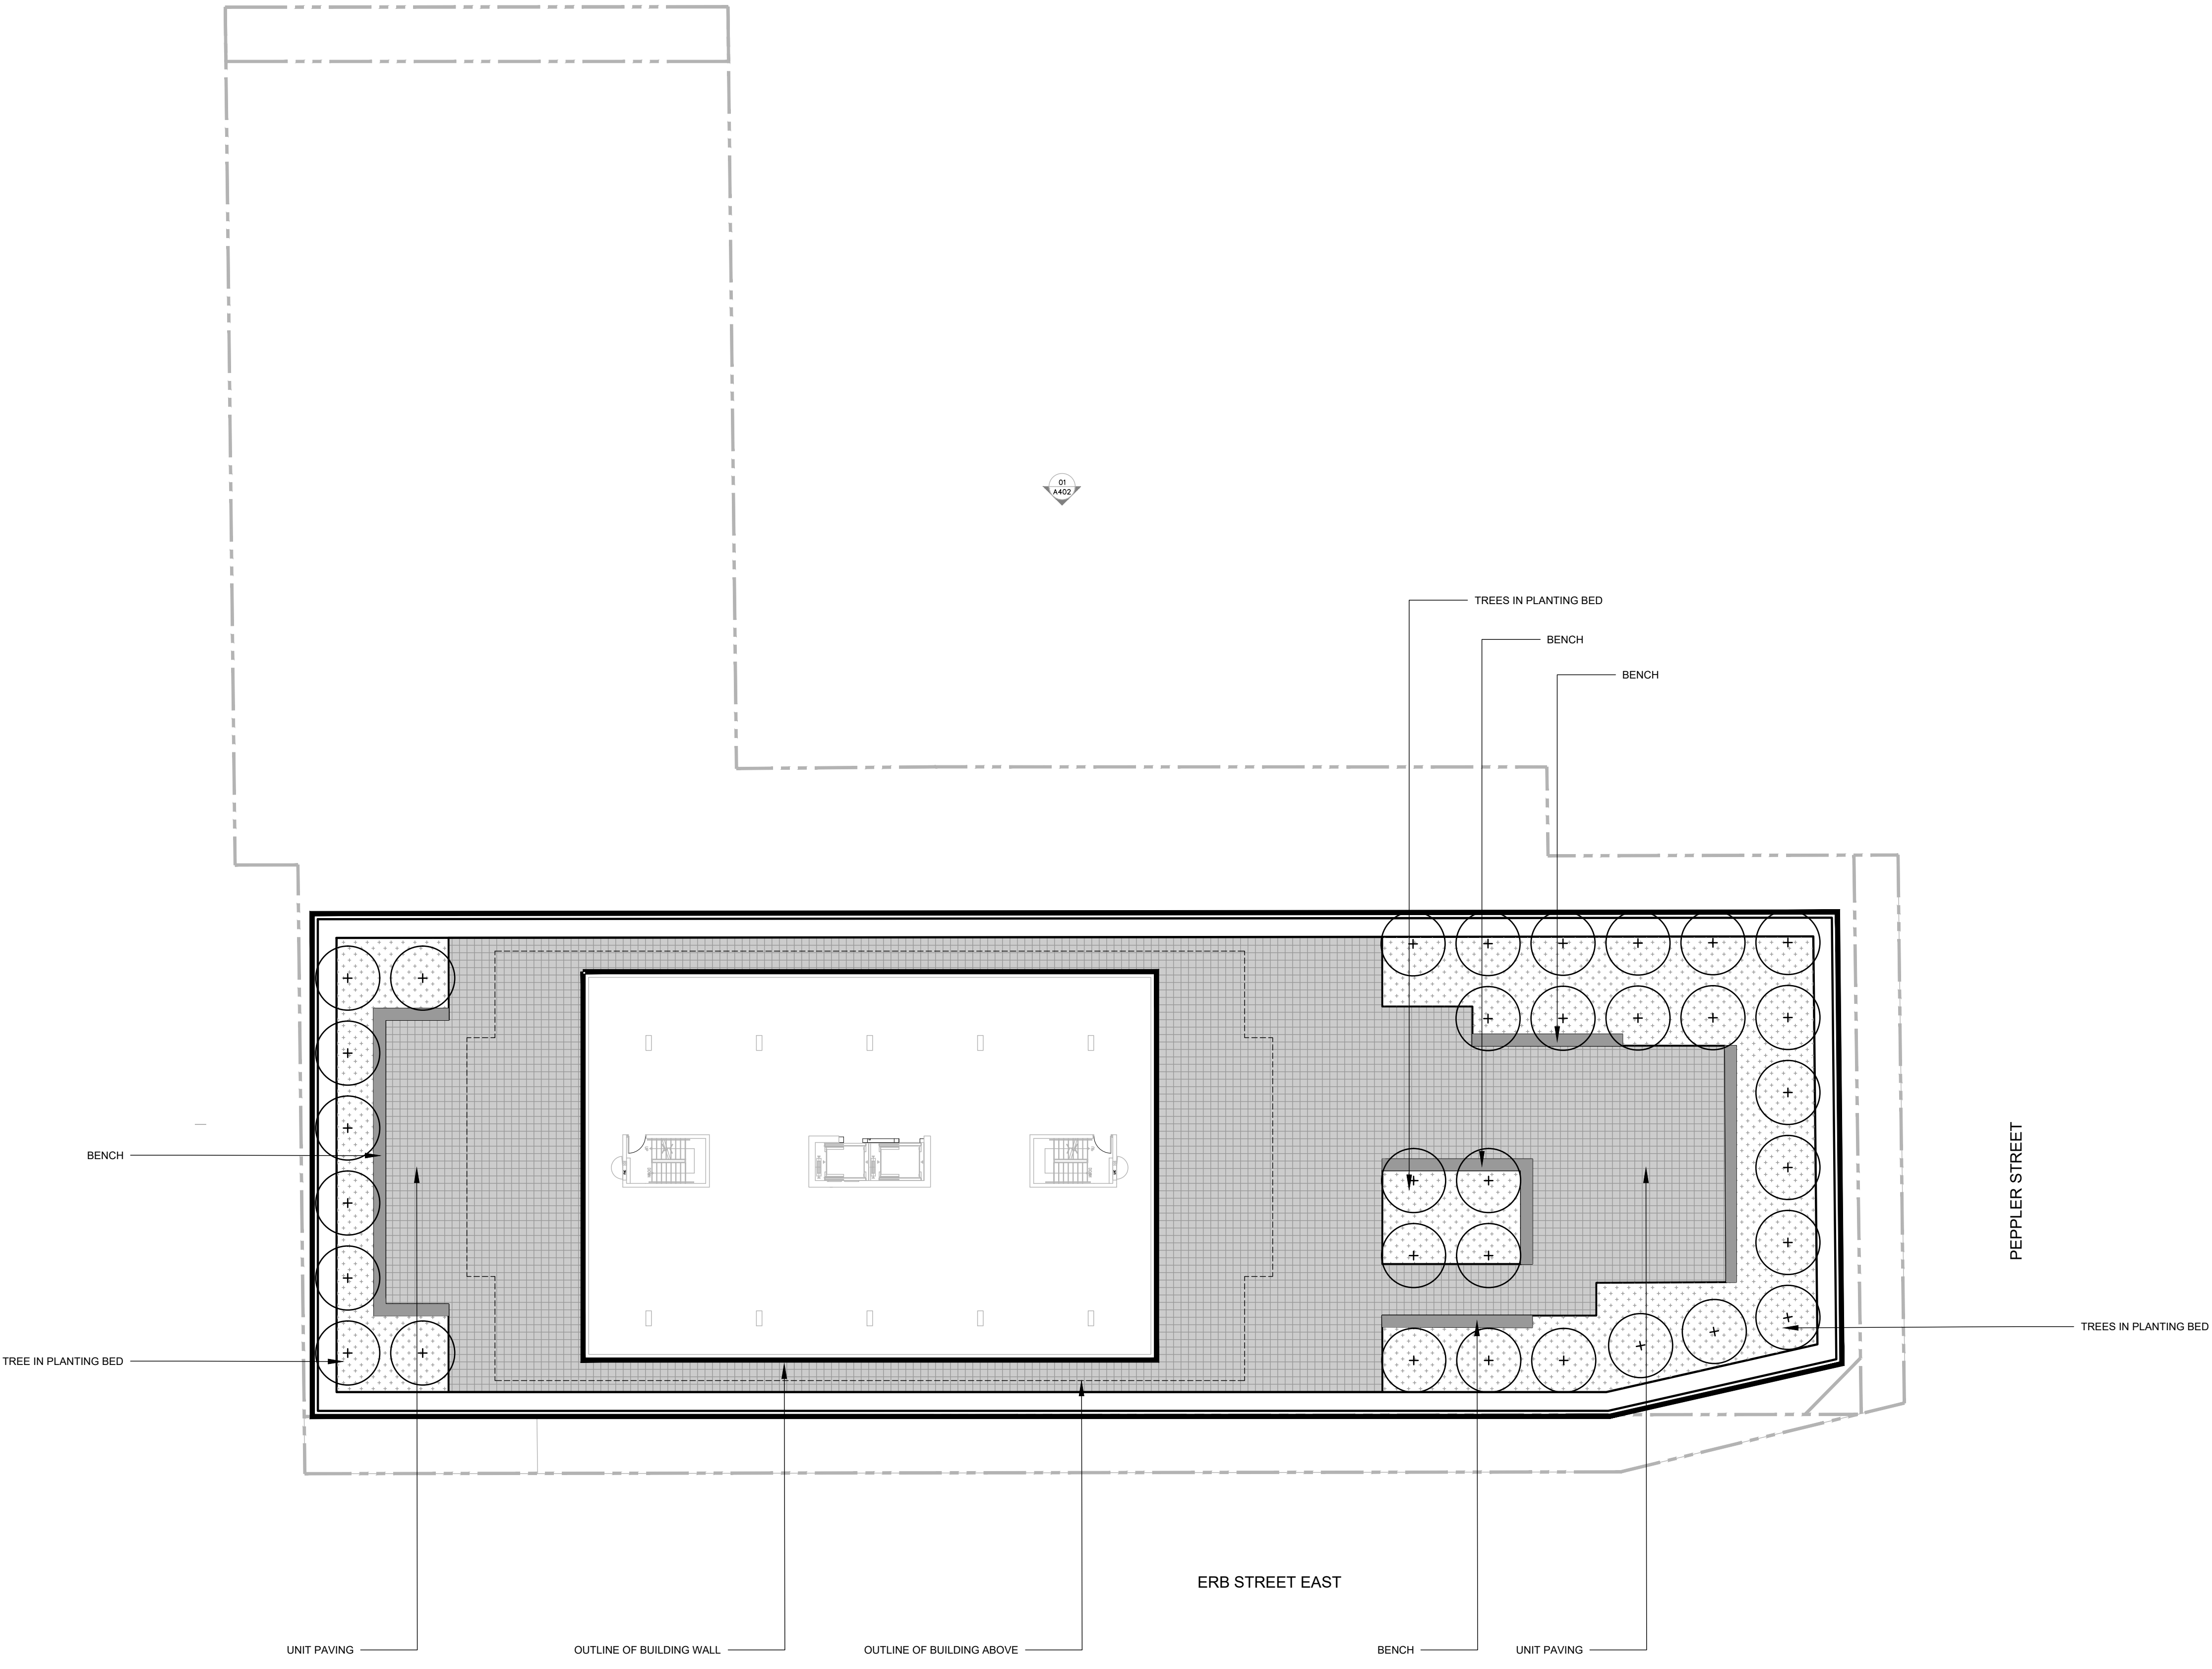 01
A402
TREES IN PLANTING BED
BENCH
BENCH
PEPPLER STREET
BENCH
TREES IN PLANTING BED
TREE IN PLANTING BED
ERB STREET EAST
UNIT PAVING
OUTLINE OF BUILDING WALL
OUTLINE OF BUILDING ABOVE
BENCH
UNIT PAVING